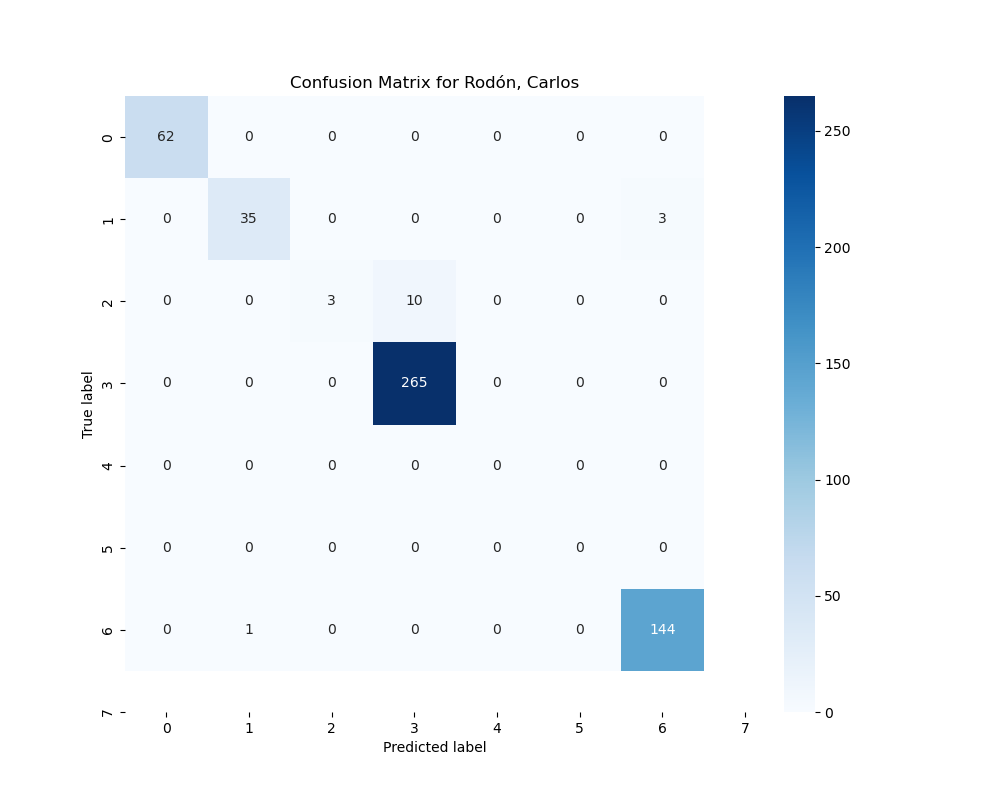 Confusion Matrix for Rodón, Carlos
0 62 0 0 0 0 0 0
1 0 35 0 0 0 0 3
2 0 0 3 10 0 0 0
3 0 0 0 265 0 0 0
4 0 0 0 0 0 0 0
5 0 0 0 0 0 0 0
6 0 1 0 0 0 0 144
7
0 1 2 3 4 5 6 7
True label
Predicted label
250
200
150
100
50
0